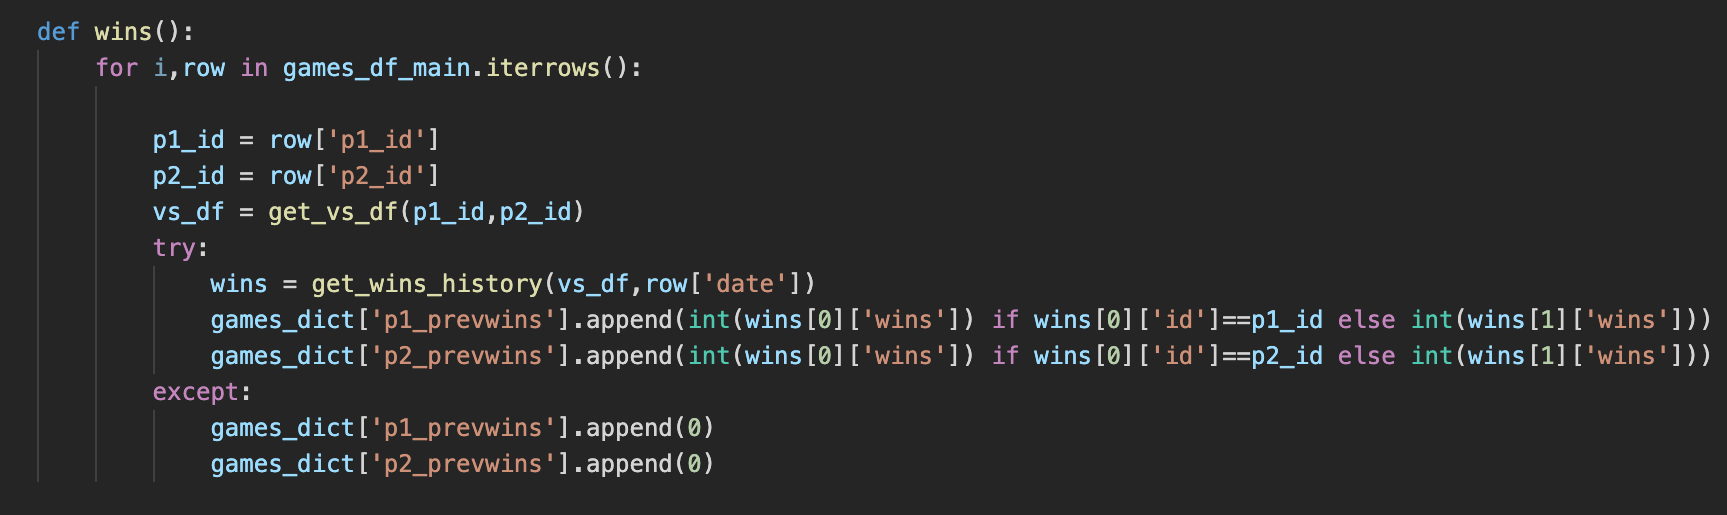 def wins():
    for i,row in games_df_main.iterrows():
        p1_id = row['p1_id']
        p2_id = row['p2_id']
        vs_df = get_vs_df(p1_id,p2_id)
        try:
            wins = get_wins_history(vs_df,row['date'])
            games_dict['p1_prevwins'].append(int(wins[0]['wins']) if wins[0]['id']==p1_id else int(wins[1]['wins']))
            games_dict['p2_prevwins'].append(int(wins[0]['wins']) if wins[0]['id']==p2_id else int(wins[1]['wins']))
        except:
            games_dict['p1_prevwins'].append(0)
            games_dict['p2_prevwins'].append(0)